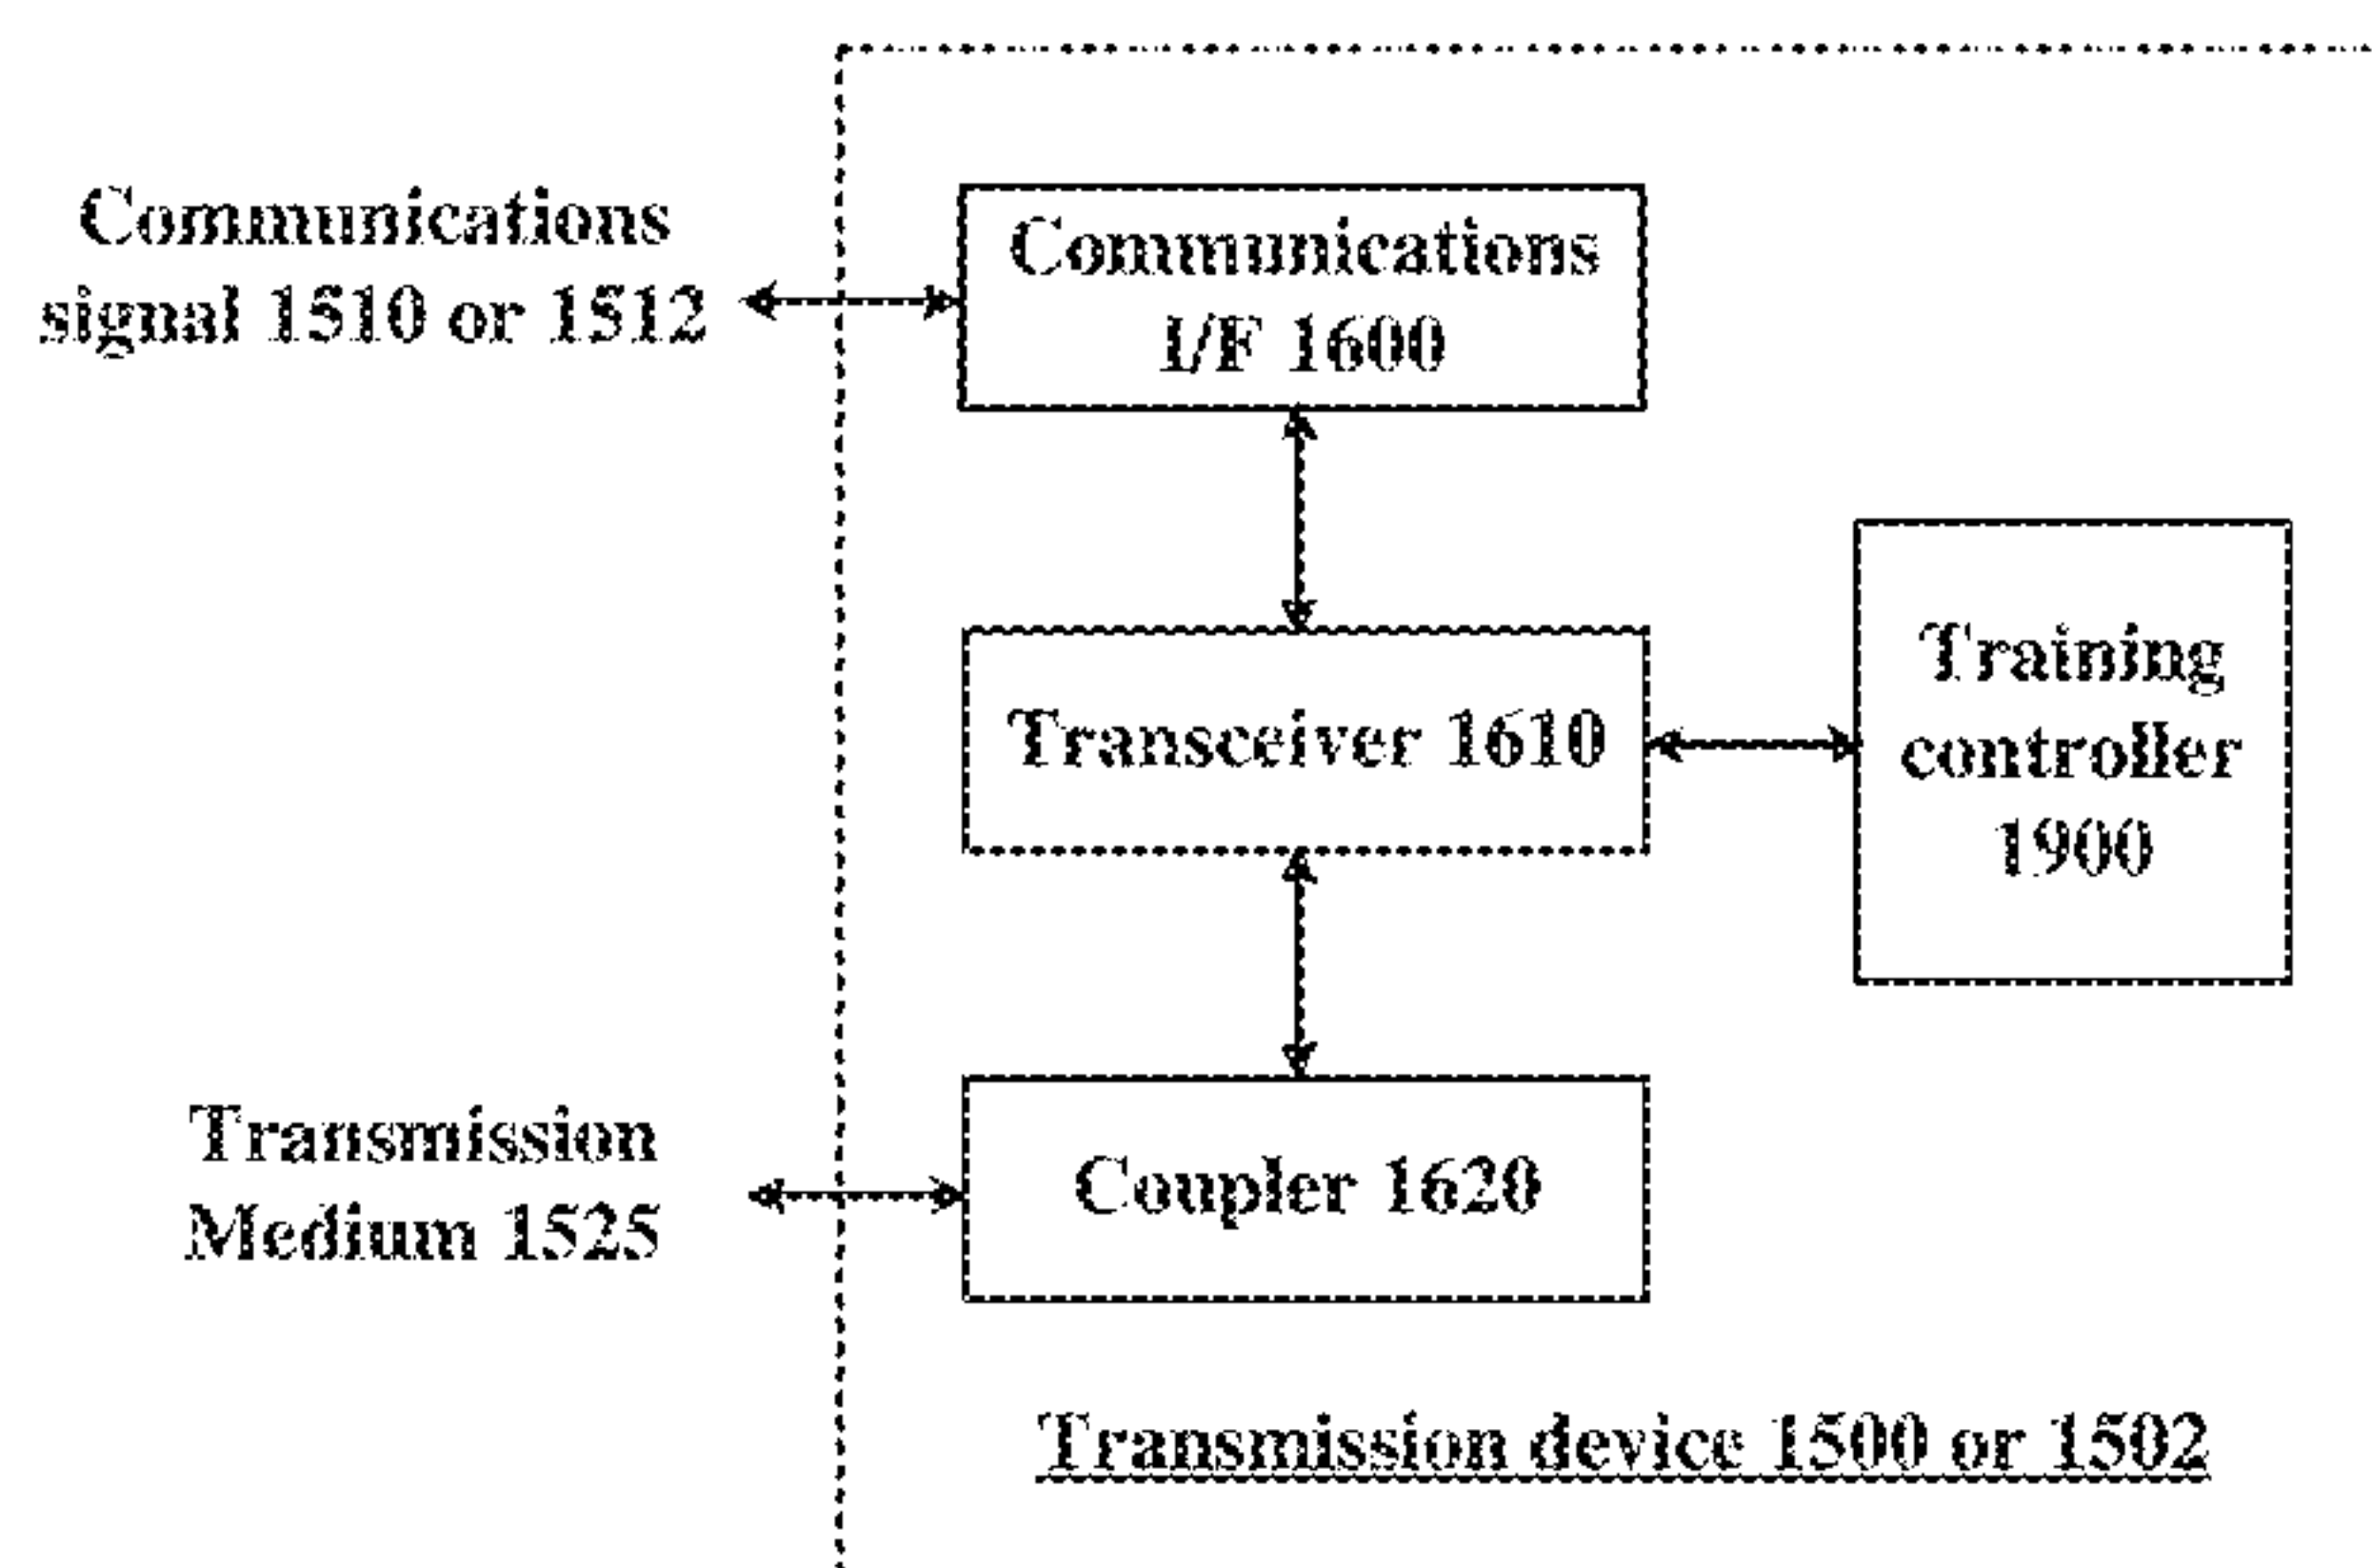 Communications
signal 1510 or 1512
Communications
I/F 1600
Transceiver 1610
Training
controller
1900
Transmission
Medium 1525
Coupler 1620
Transmission device 1500 or 1502